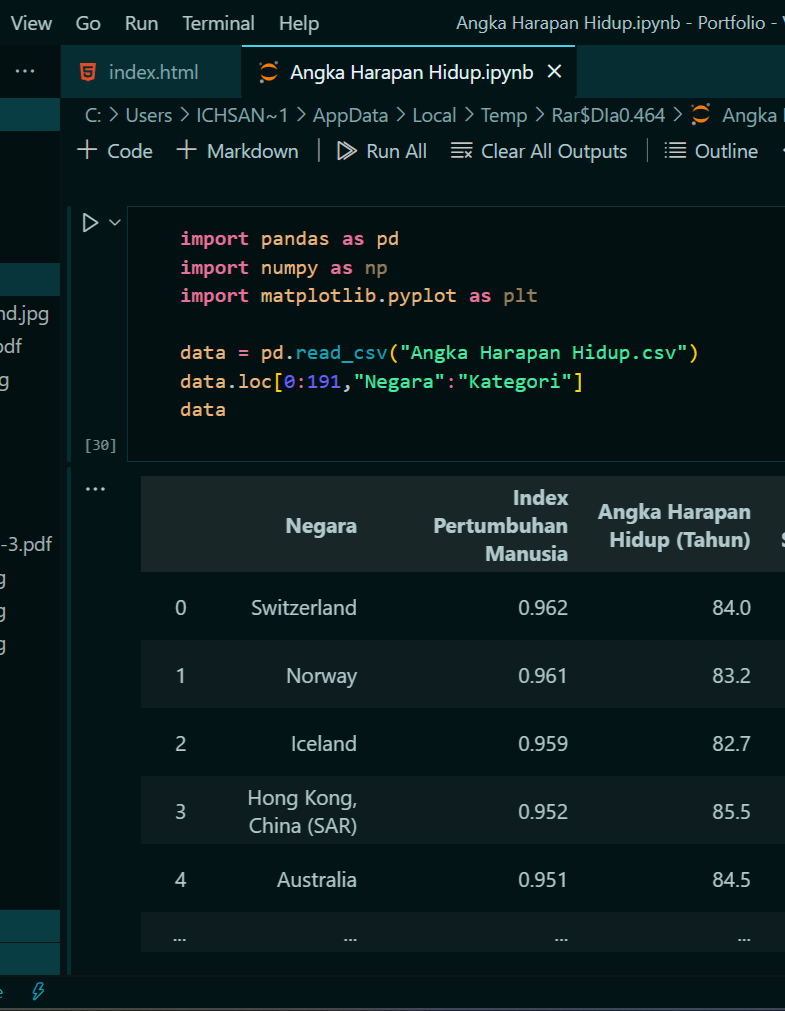 View Go Run Terminal Help Angka Harapan Hidup.ipynb - Portfolio -
... index.html Angka Harapan Hidup.ipynb
C: > Users > ICHSAN~1 > AppData > Local > Temp > Rar$DIa0.464 > Angka
+ Code + Markdown | Run All Clear All Outputs | Outline
import pandas as pd
import numpy as np
import matplotlib.pyplot as plt
data = pd.read_csv("Angka Harapan Hidup.csv")
data.loc[0:191,"Negara":"Kategori"]
data
[30]
nd.jpg
pdf
g
-3.pdf
g
g
g
...
Negara Index Pertumbuhan Manusia Angka Harapan Hidup (Tahun)
0 Switzerland 0.962 84.0
1 Norway 0.961 83.2
2 Iceland 0.959 82.7
3 Hong Kong, China (SAR) 0.952 85.5
4 Australia 0.951 84.5
... ... ... ...